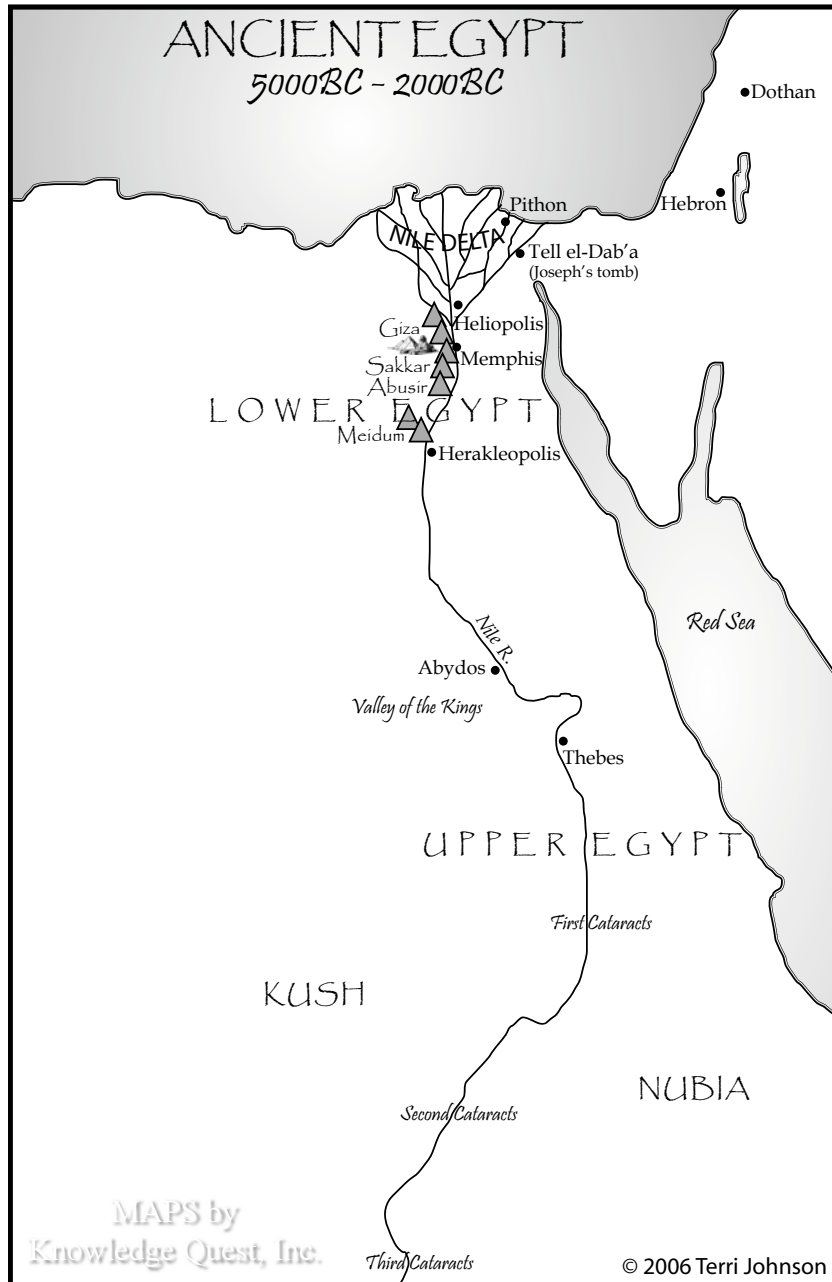 ANCIENT EGYPT
5000BC - 2000BC
Dothan
Hebron
Pithon
NILE DELTA
Tell el-Dab'a
(Joseph's tomb)
Heliopolis
Giza
Memphis
Sakkar
Abusir
LOWER EGYPT
Meidum
Herakleopolis
Nile R.
Red Sea
Abydos
Valley of the Kings
Thebes
UPPER EGYPT
First Cataracts
KUSH
NUBIA
Second Cataracts
MAPS by
Knowledge Quest, Inc.
Third Cataracts
© 2006 Terri Johnson